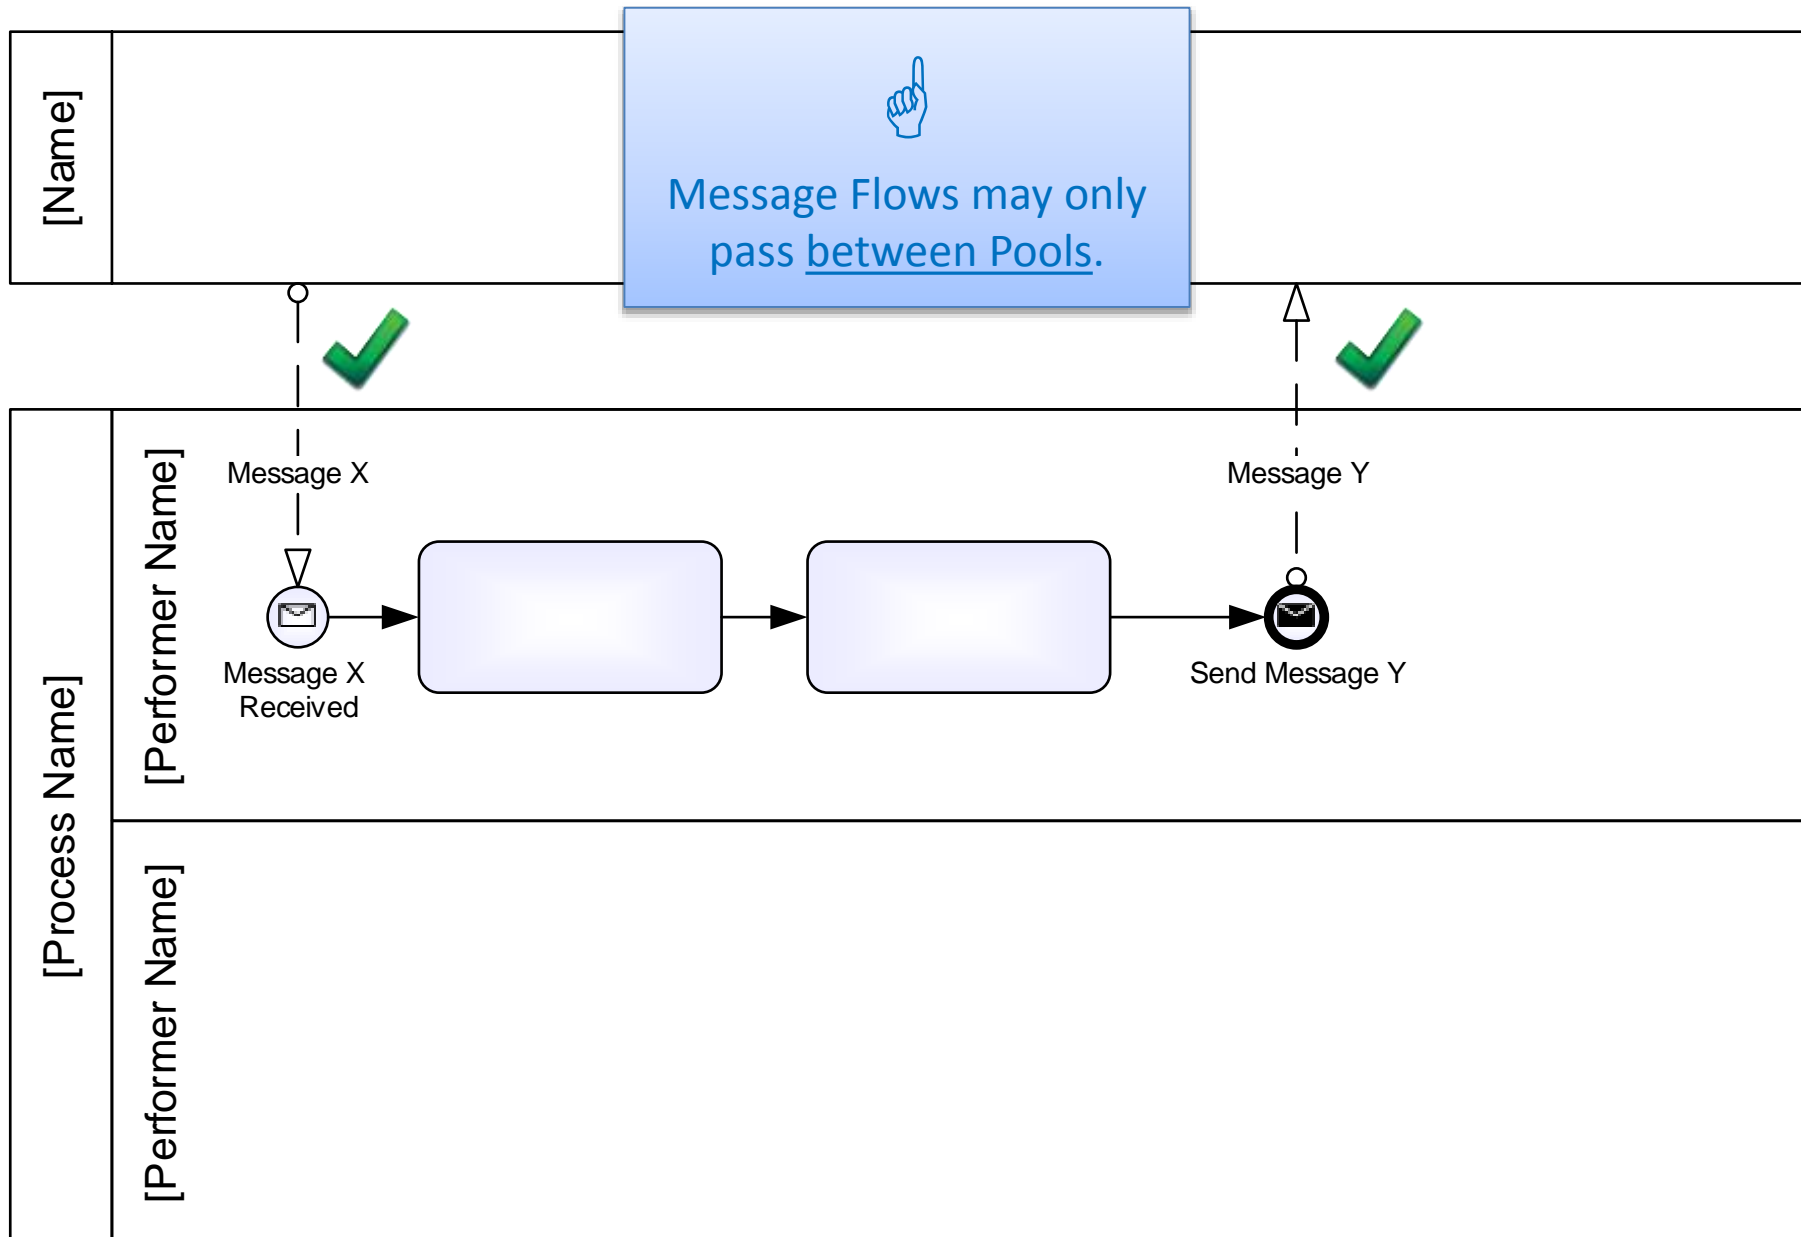 [Name]
Message Flows may only
pass between Pools.
[Process Name]
[Performer Name]
Message X
Message Y
Message X
Received
Send Message Y
[Performer Name]